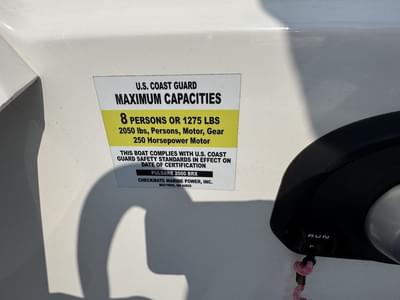 U.S. COAST GUARD
MAXIMUM CAPACITIES
8 PERSONS OR 1275 LBS
2050 lbs, Persons, Motor, Gear
250 Horsepower Motor
THIS BOAT COMPLIES WITH U.S. COAST
GUARD SAFETY STANDARDS IN EFFECT ON
DATE OF CERTIFICATION
PULSARE 2500 BRX
CHECKMATE MARINE POWER, INC.
RUN